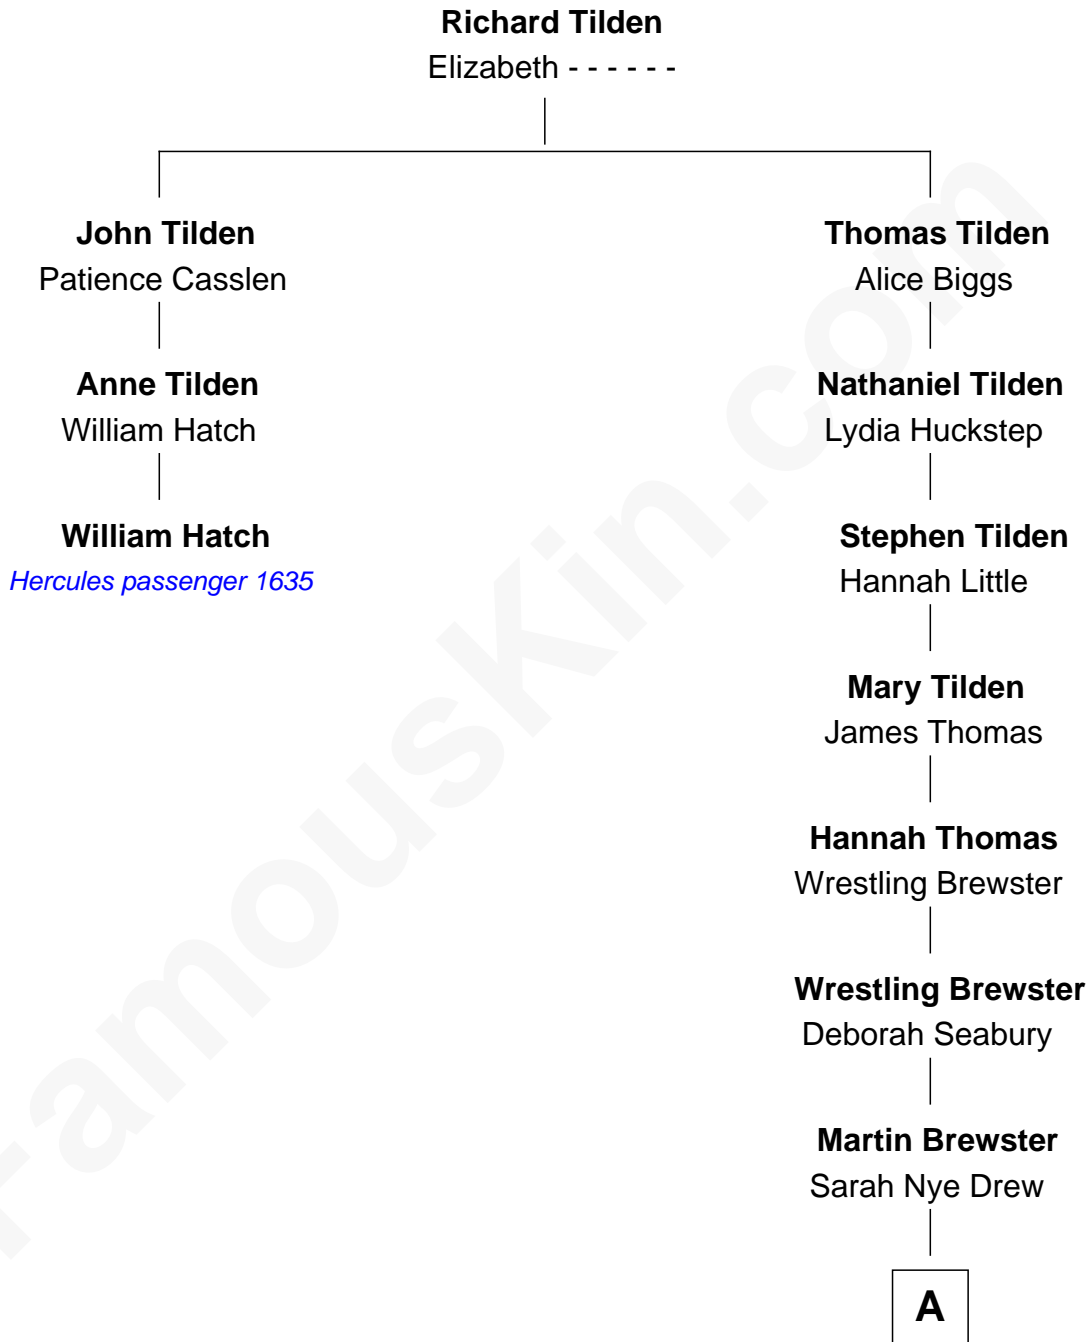 Richard Tilden
Elizabeth - - - - - -
John Tilden
Patience Casslen
Anne Tilden
William Hatch
William Hatch
Hercules passenger 1635
Thomas Tilden
Alice Biggs
Nathaniel Tilden
Lydia Huckstep
Stephen Tilden
Hannah Little
Mary Tilden
James Thomas
Hannah Thomas
Wrestling Brewster
Wrestling Brewster
Deborah Seabury
Martin Brewster
Sarah Nye Drew
A
FamousKin.com